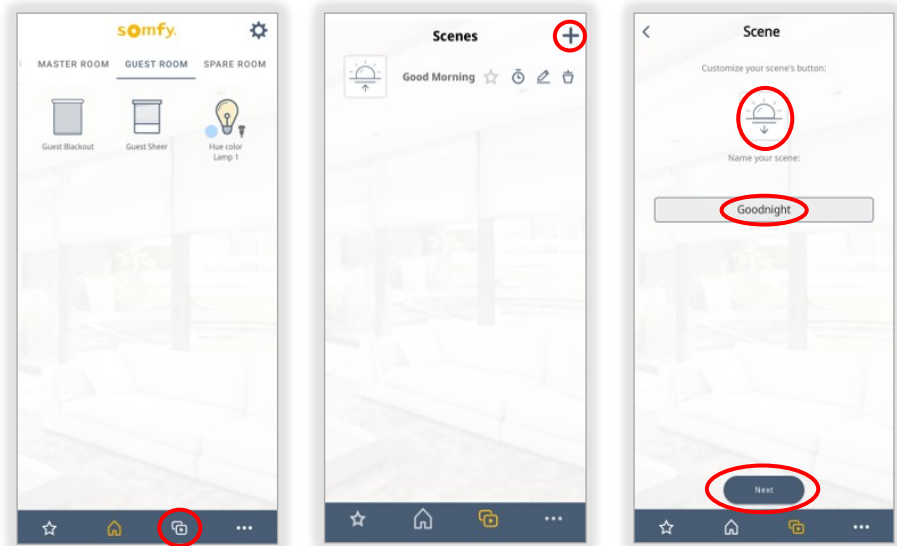 somfy.
MASTER ROOM GUEST ROOM SPARE ROOM
Guest Blackout
Guest Sheer
Hue color
Lamp 1
Scenes
Good Morning
Scene
Customize your scene's button:
Name your scene:
Goodnight
Next